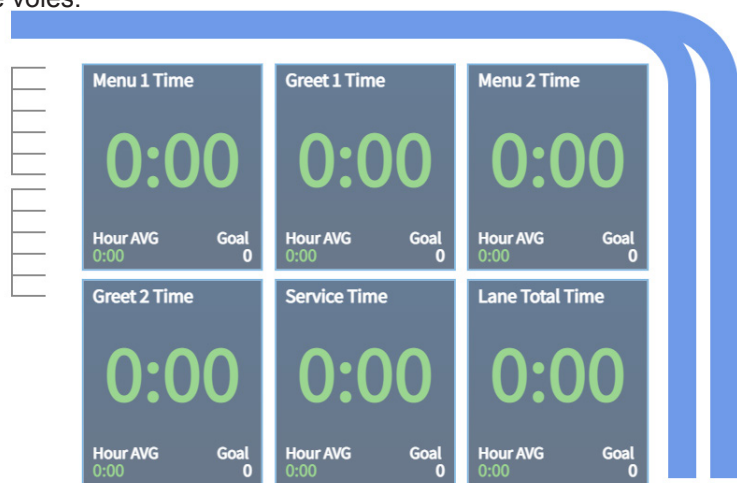 voies.
Menu 1 Time
Greet 1 Time
Menu 2 Time
0:00
0:00
0:00
Hour AVG Goal
0:00 0
Hour AVG Goal
0:00 0
Hour AVG Goal
0:00 0
Greet 2 Time
Service Time
Lane Total Time
0:00
0:00
0:00
Hour AVG Goal
0:00 0
Hour AVG Goal
0:00 0
Hour AVG Goal
0:00 0